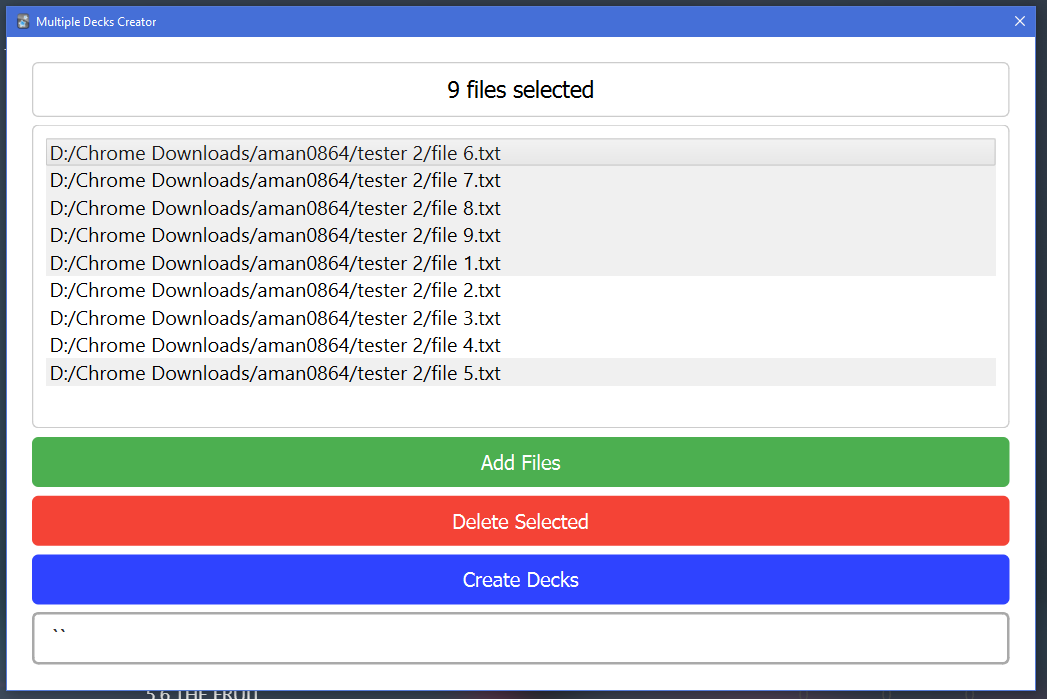 Multiple Decks Creator
9 files selected
D:/Chrome Downloads/aman0864/tester 2/file 6.txt
D:/Chrome Downloads/aman0864/tester 2/file 7.txt
D:/Chrome Downloads/aman0864/tester 2/file 8.txt
D:/Chrome Downloads/aman0864/tester 2/file 9.txt
D:/Chrome Downloads/aman0864/tester 2/file 1.txt
D:/Chrome Downloads/aman0864/tester 2/file 2.txt
D:/Chrome Downloads/aman0864/tester 2/file 3.txt
D:/Chrome Downloads/aman0864/tester 2/file 4.txt
D:/Chrome Downloads/aman0864/tester 2/file 5.txt
Add Files
Delete Selected
Create Decks
``